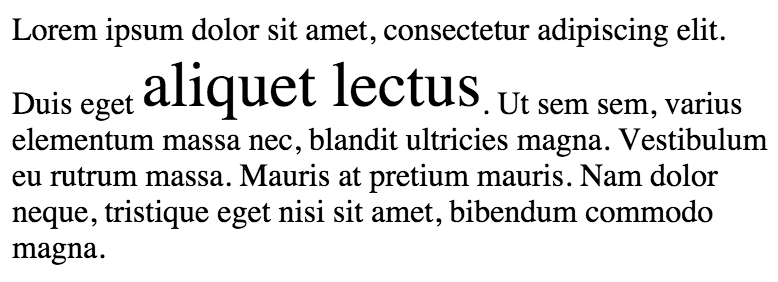 Lorem ipsum dolor sit amet, consectetur adipiscing elit.
Duis eget aliquet lectus. Ut sem sem, varius
elementum massa nec, blandit ultricies magna. Vestibulum
eu rutrum massa. Mauris at pretium mauris. Nam dolor
neque, tristique eget nisi sit amet, bibendum commodo
magna.